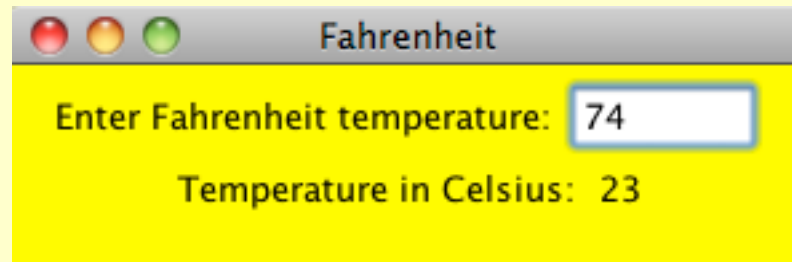 Fahrenheit
Enter Fahrenheit temperature: 74
Temperature in Celsius: 23